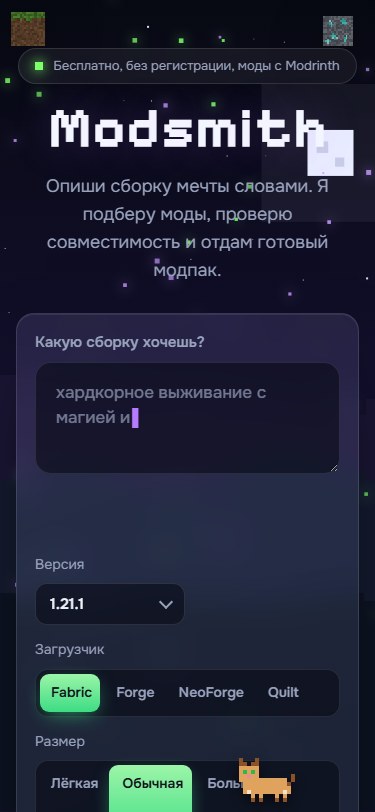 Бесплатно, без регистрации, моды с Modrinth
Modsmith
Опиши сборку мечты словами. Я
подберу моды, проверю
совместимость и отдам готовый
модпак.
Какую сборку хочешь?
хардкорное выживание с
магией и
Версия
1.21.1
Загрузчик
Fabric Forge NeoForge Quilt
Размер
Лёгкая Обычная